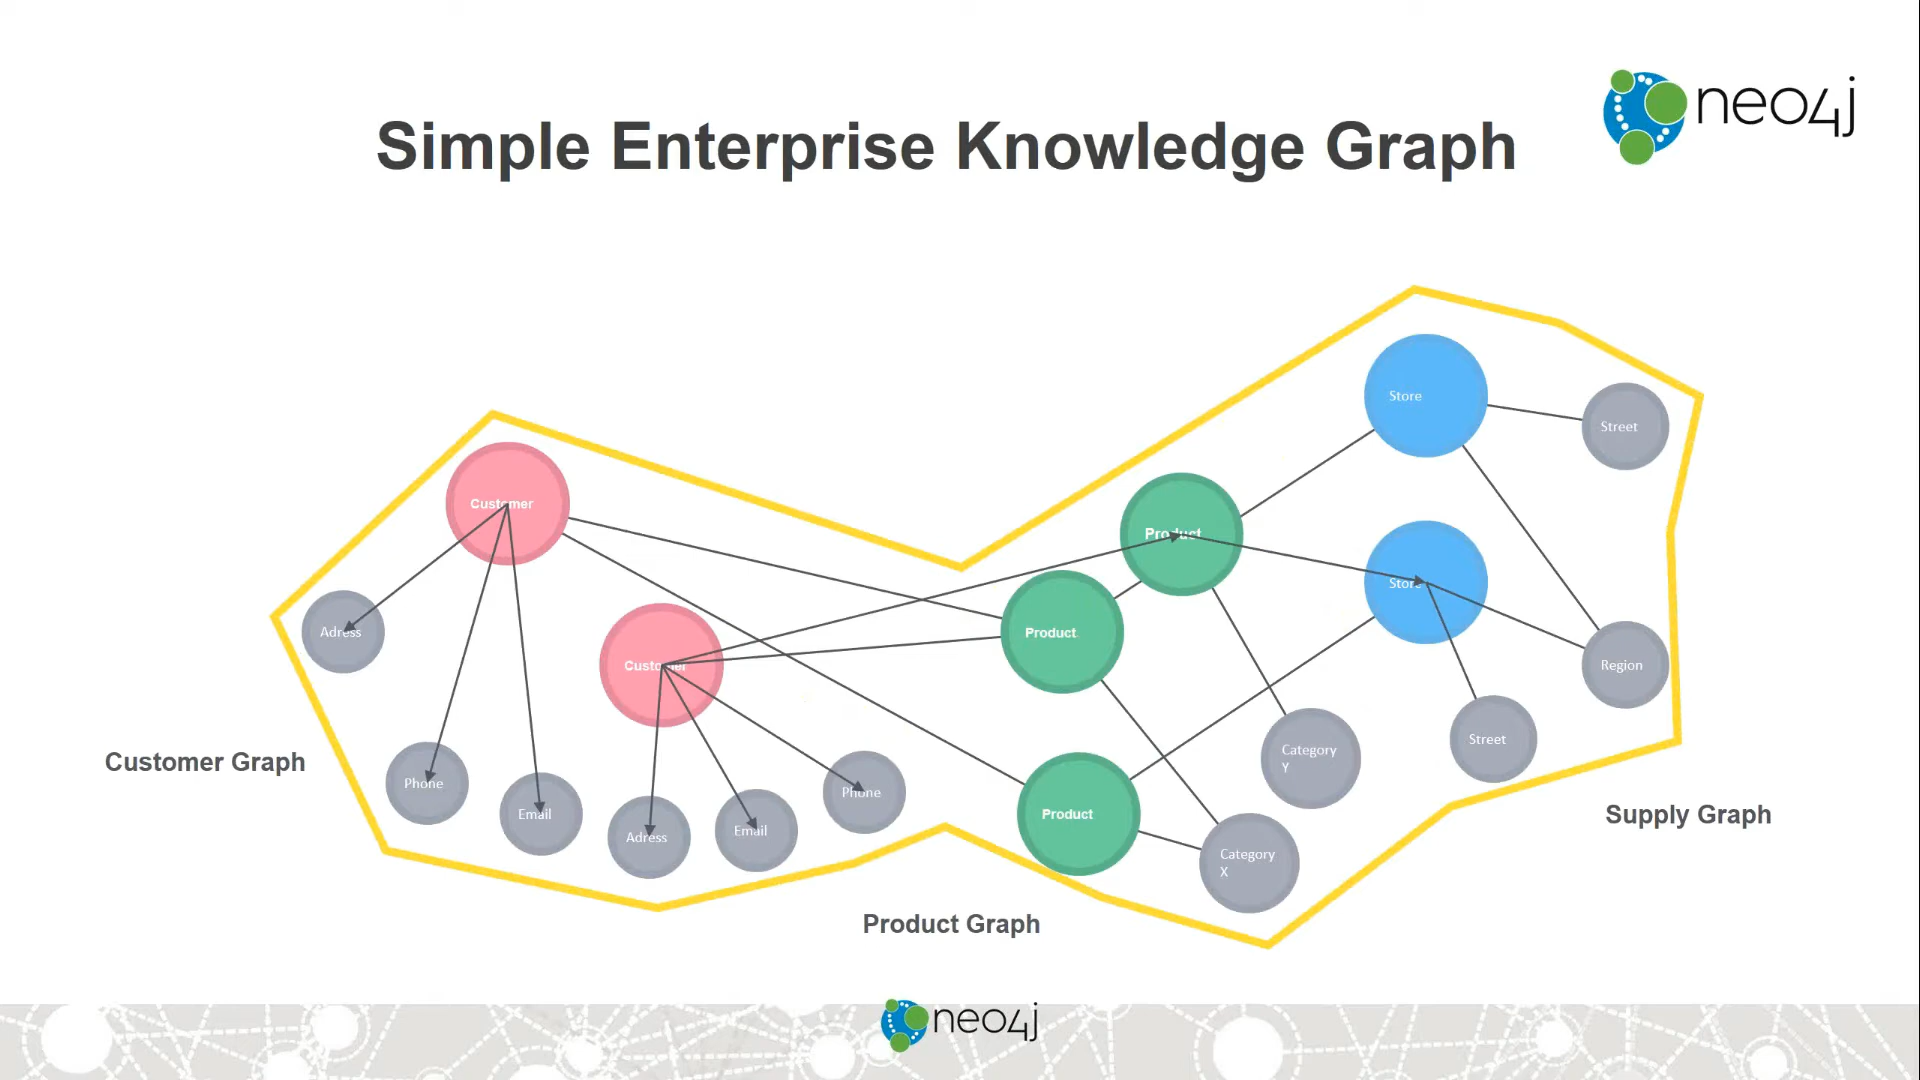 neo4j
Simple Enterprise Knowledge Graph
Store
Street
Customer
Product
Store
Adress
Product
Customer
Region
Street
Category
Y
Customer Graph
Phone
Phone
Email
Adress
Email
Product
Supply Graph
Category
X
Product Graph
neo4j